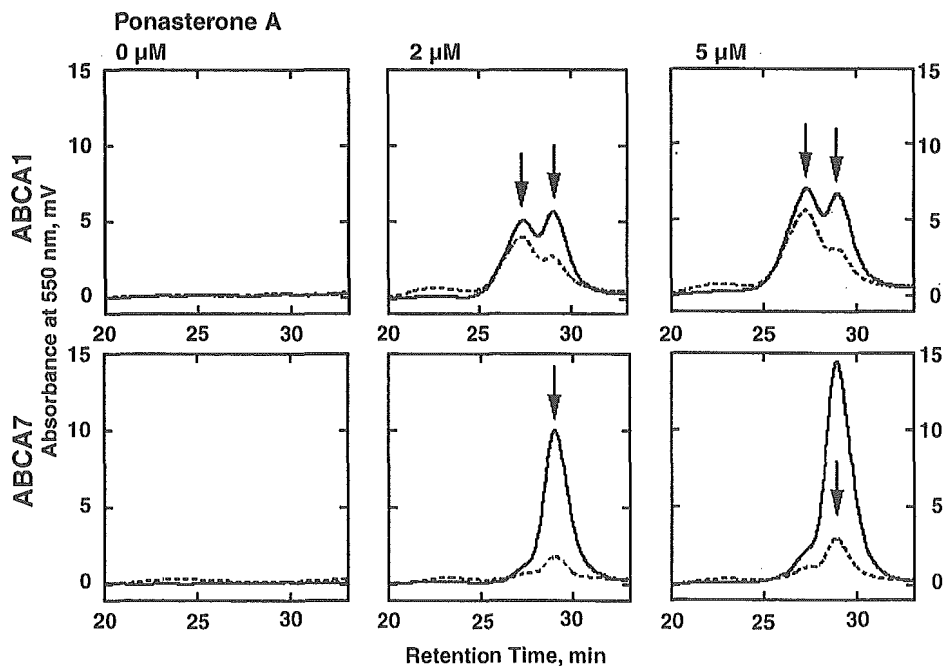 Ponasterone A
0 µM 2 µM 5 µM
15 15
10 10
5 5
0 0
20 25 30 20 25 30 20 25 30
15 15
10 10
5 5
0 0
20 25 30 20 25 30 20 25 30
ABCA1
ABCA7
Absorbance at 550 nm, mV
Retention Time, min